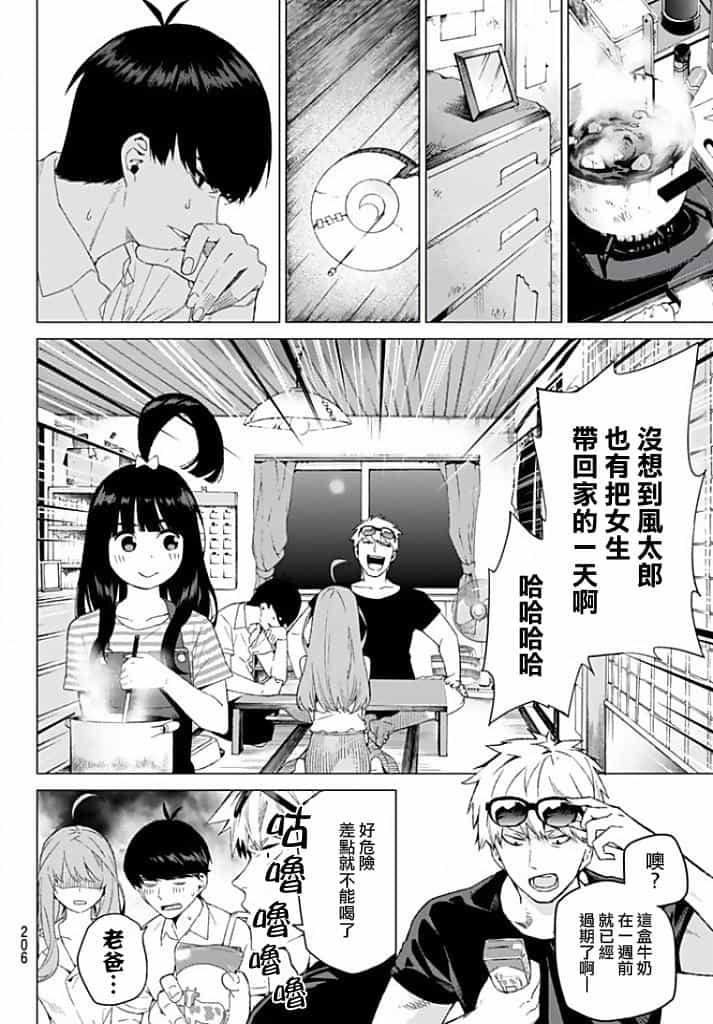 沒想到風太郎
也有把女生
帶回家的一天啊
哈哈哈哈
噢？
這盒牛奶
在一週前
就已經
過期了啊─
好危險
差點就不能喝了
咕嚕嚕嚕嚕
老爸…
206